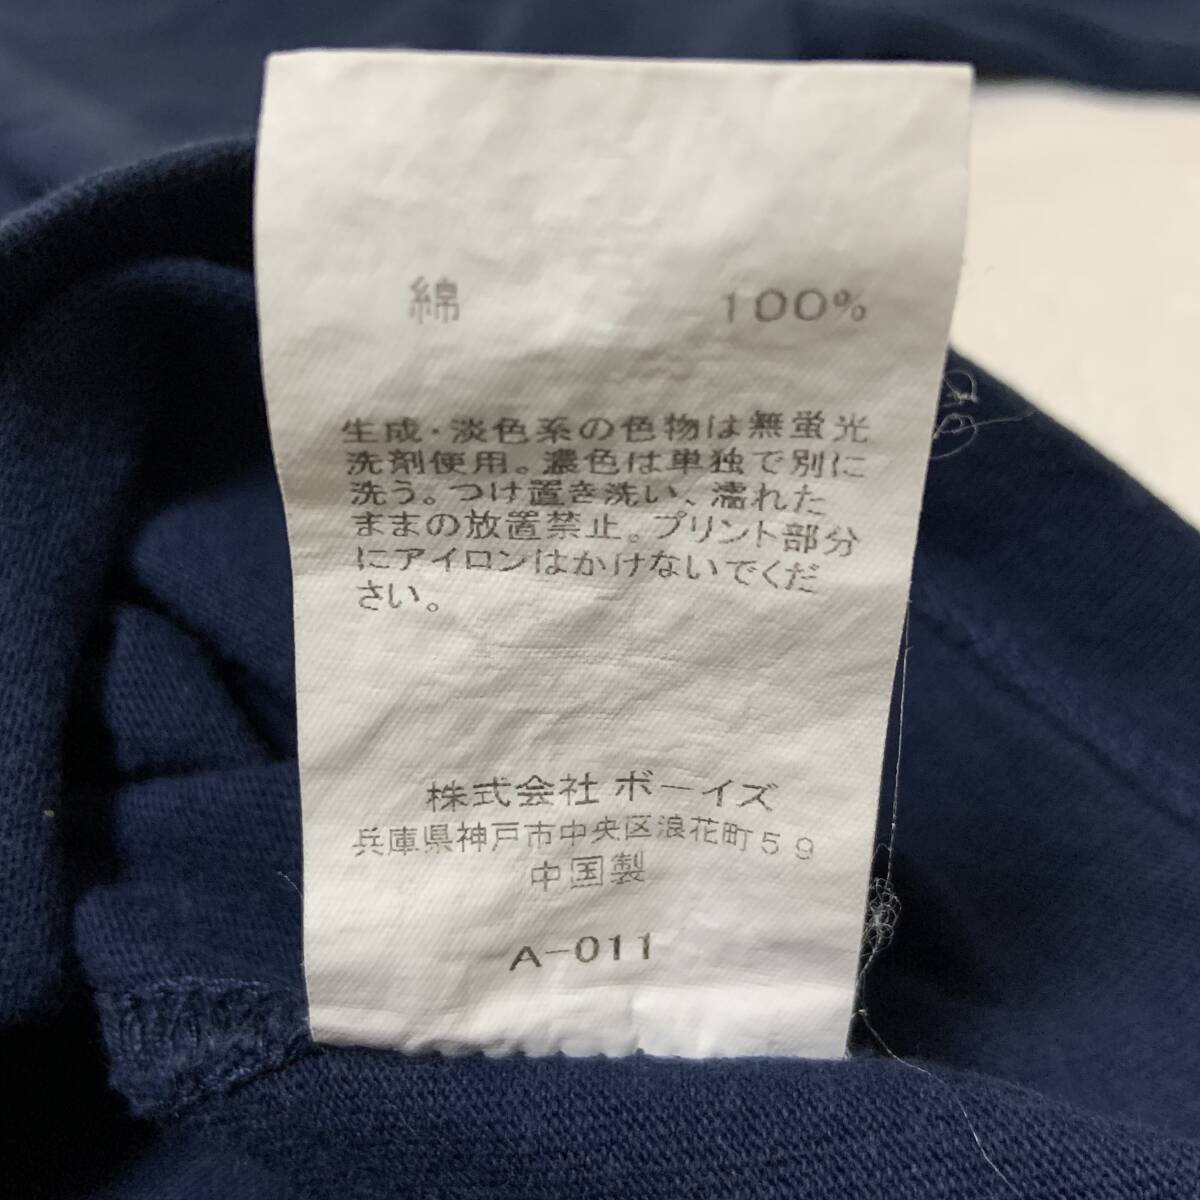 綿 100%
生成・淡色系の色物は無蛍光
洗剤使用。濃色は単独で別に
洗う。つけ置き洗い、濡れた
ままの放置禁止。プリント部分
にアイロンはかけないでくだ
さい。
株式会社 ボーイズ
兵庫県神戸市中央区浪花町59
中国製
A-011